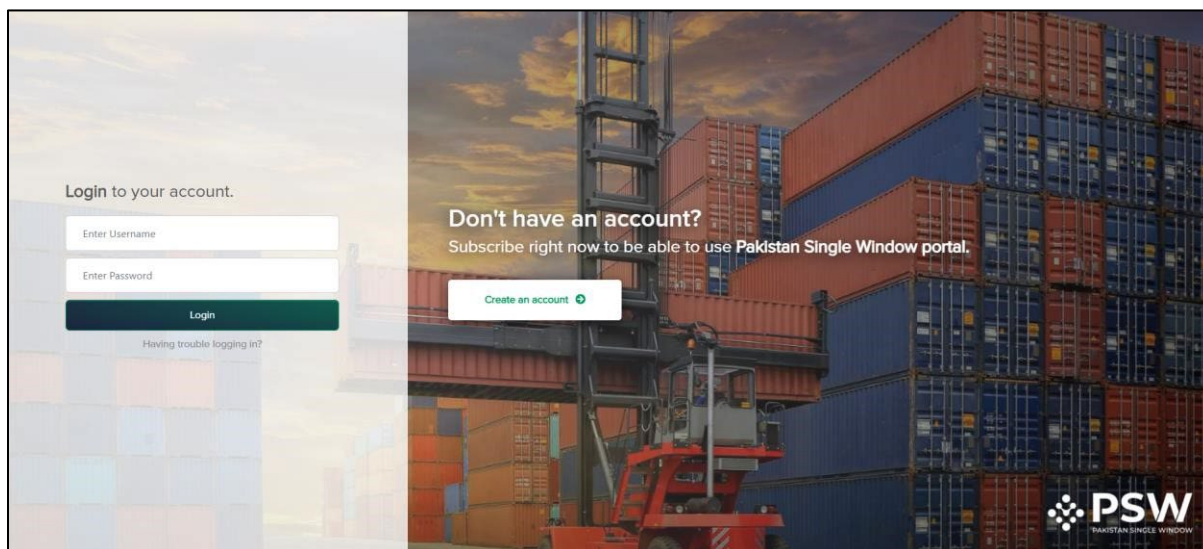 Login to your account.
Enter Username
Enter Password
Login
Having trouble logging in?
Don't have an account?
Subscribe right now to be able to use Pakistan Single Window portal.
Create an account
PSW
PAKISTAN SINGLE WINDOW